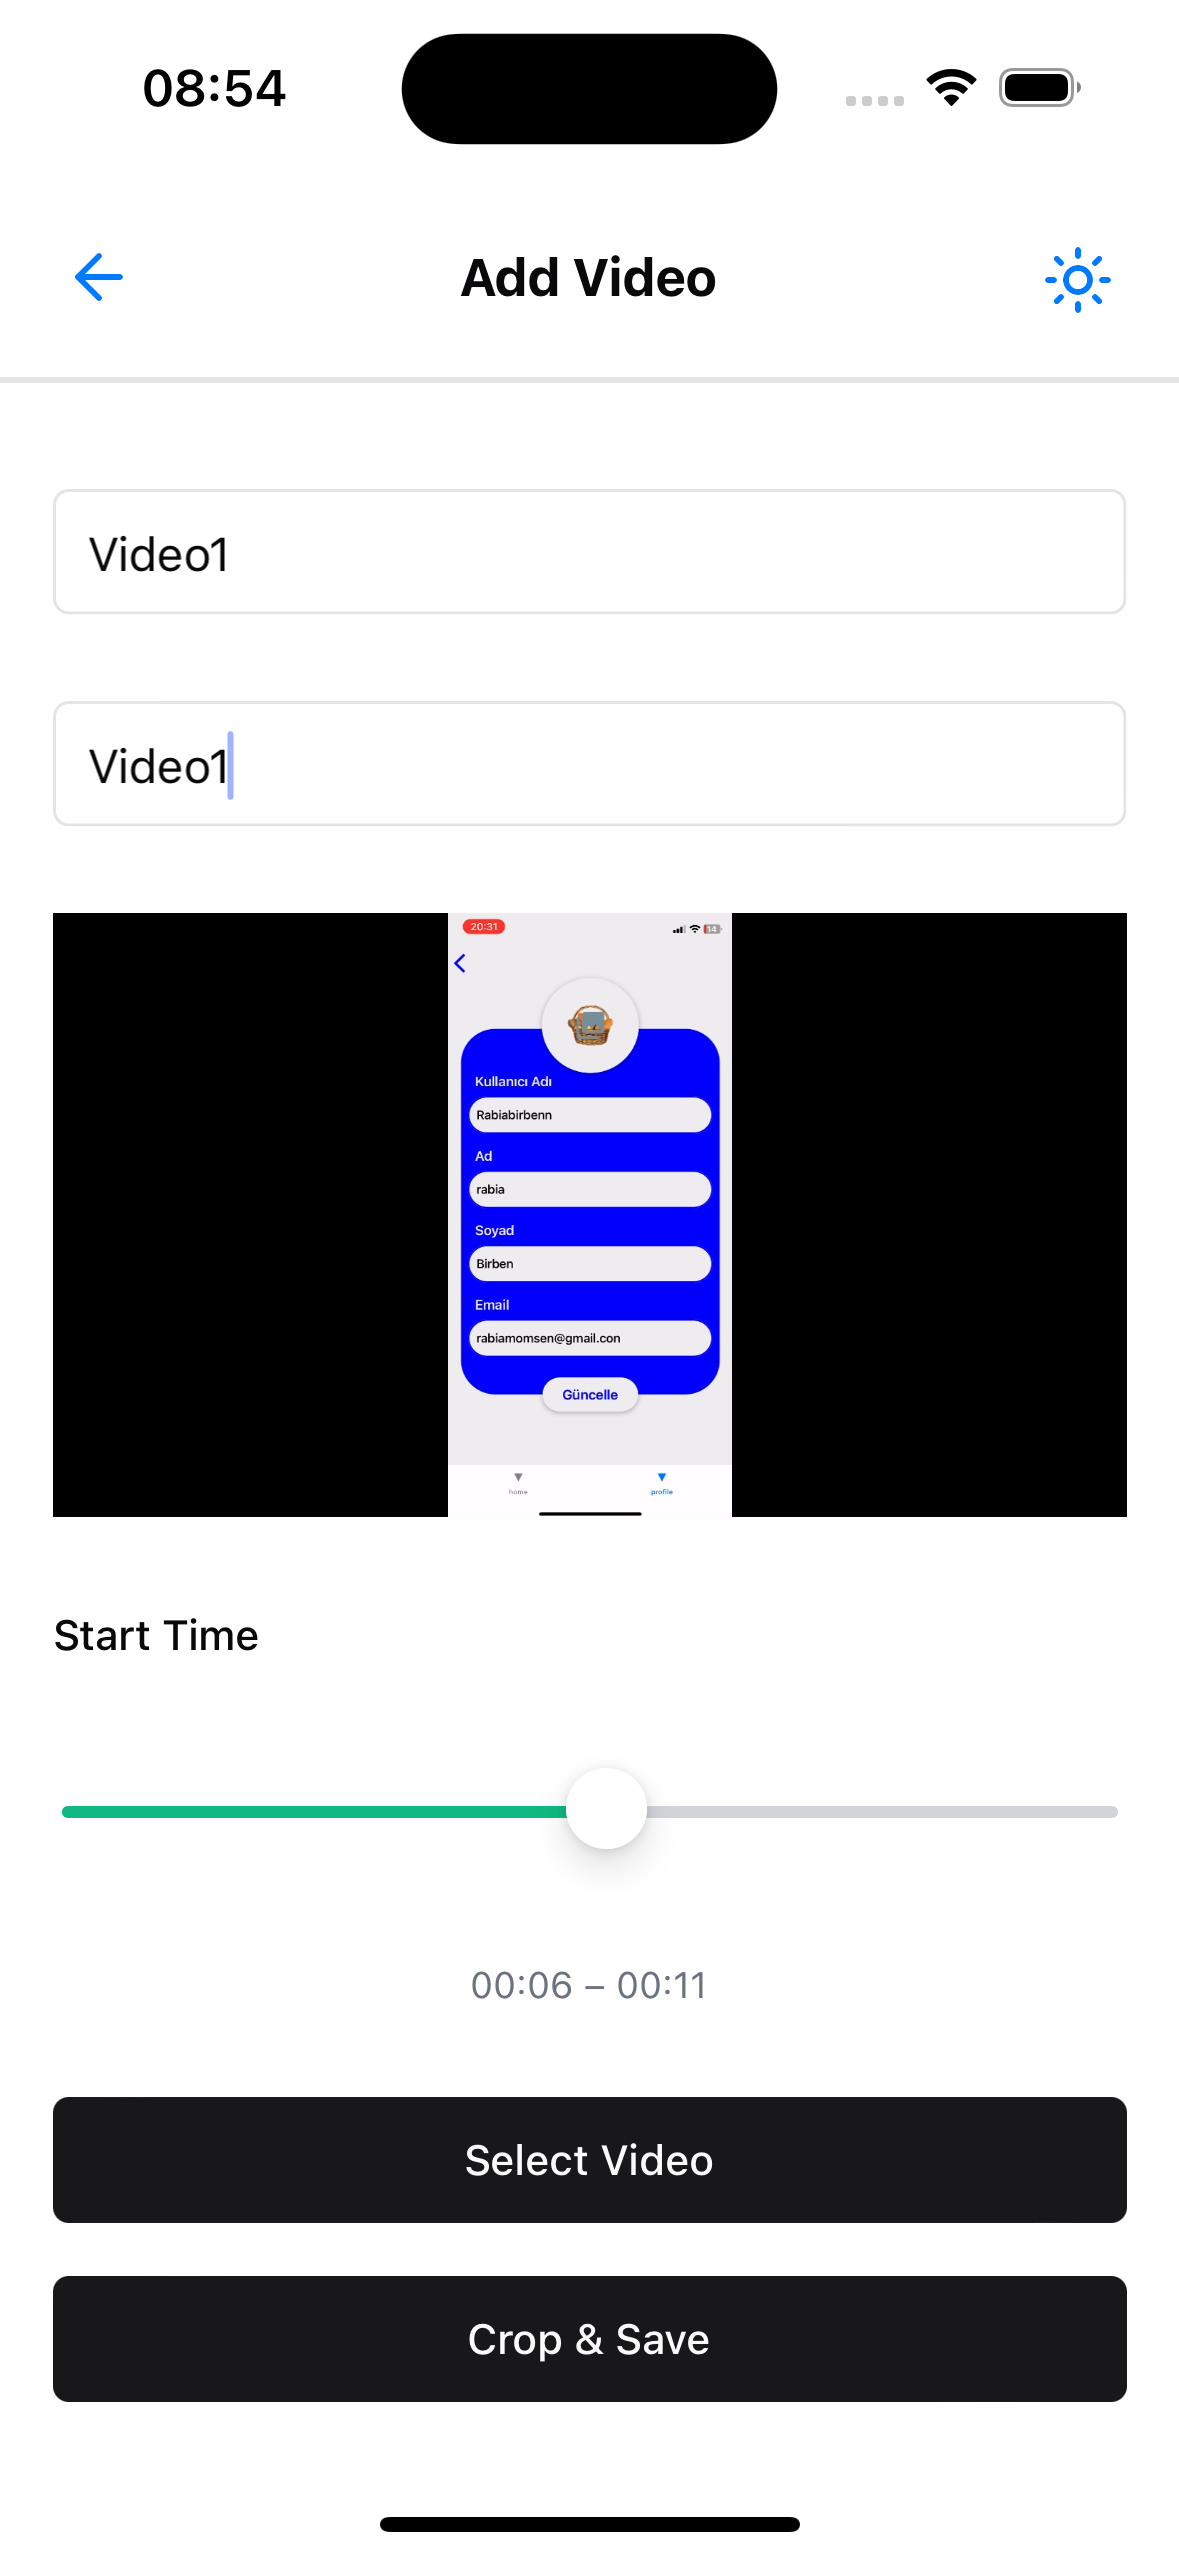 08:54
Add Video
Video1
Video1
20:31
14
Kullanıcı Adı
Rabiabirbenn
Ad
rabia
Soyad
Birben
Email
rabiamomsen@gmail.con
Güncelle
home profile
Start Time
00:06 – 00:11
Select Video
Crop & Save